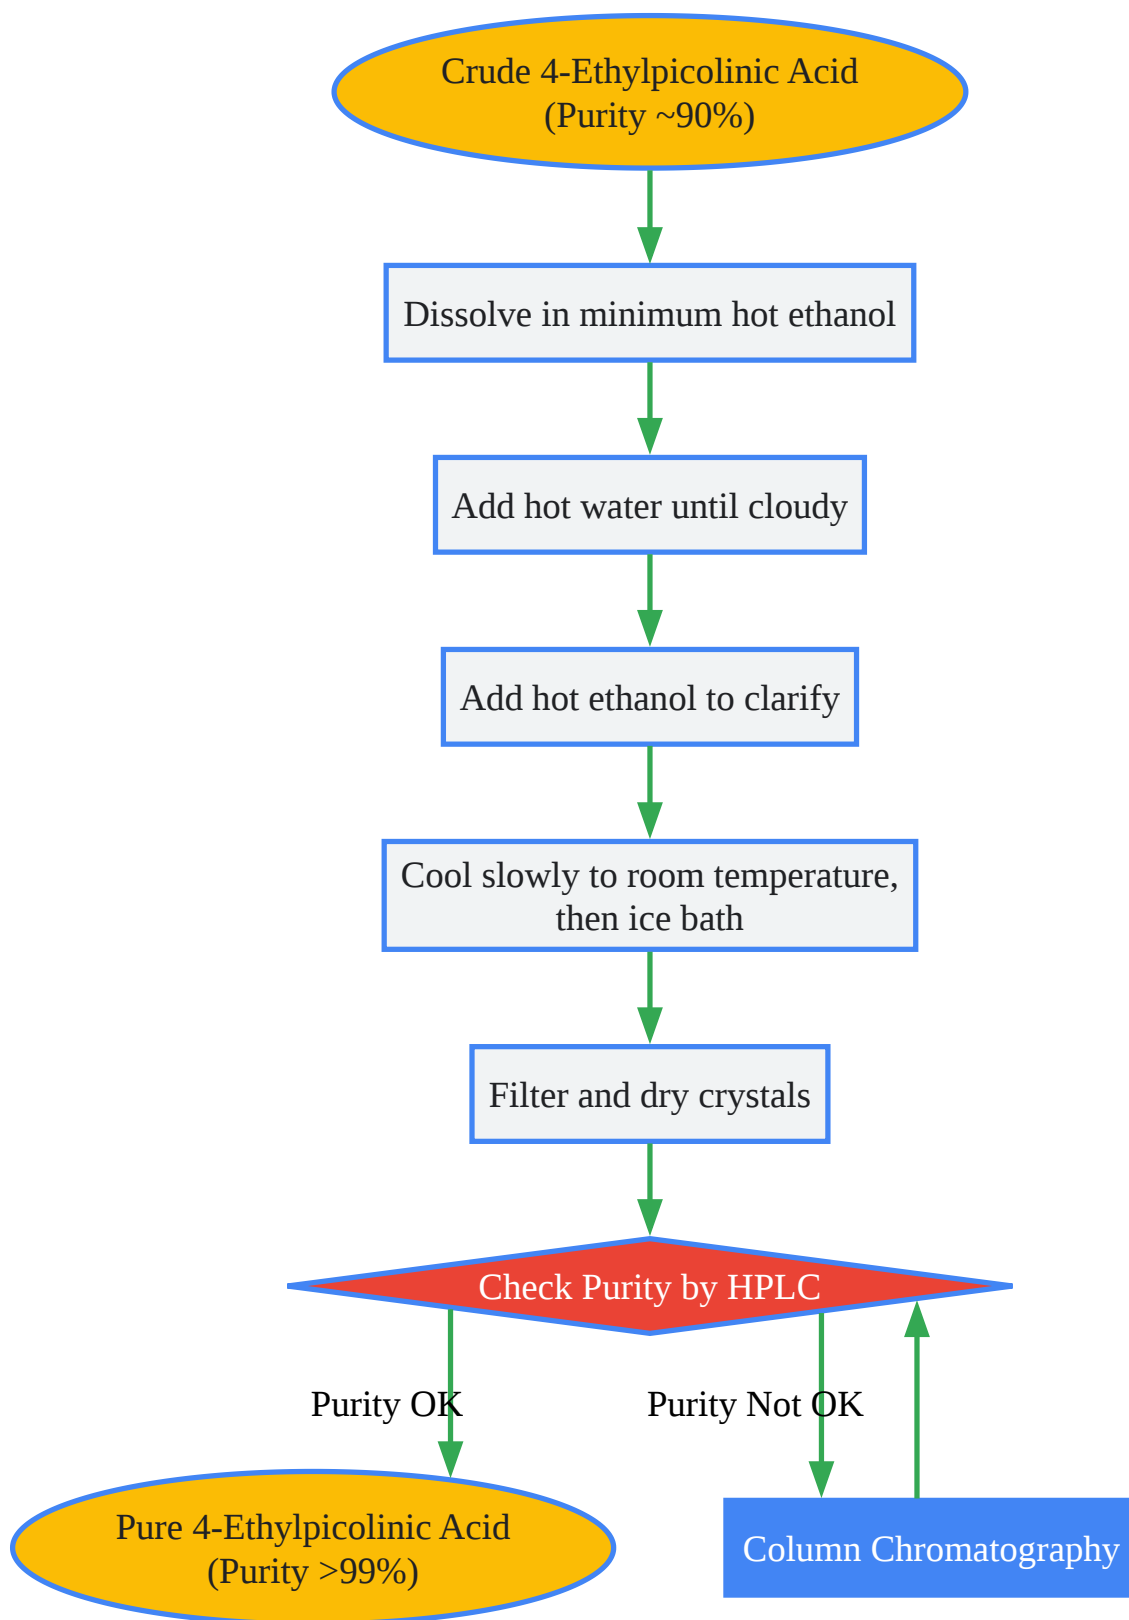 Crude 4-Ethylpicolinic Acid
(Purity ~90%)
Dissolve in minimum hot ethanol
Add hot water until cloudy
Add hot ethanol to clarify
Cool slowly to room temperature,
then ice bath
Filter and dry crystals
Check Purity by HPLC
Purity OK
Purity Not OK
Pure 4-Ethylpicolinic Acid
(Purity >99%)
Column Chromatography